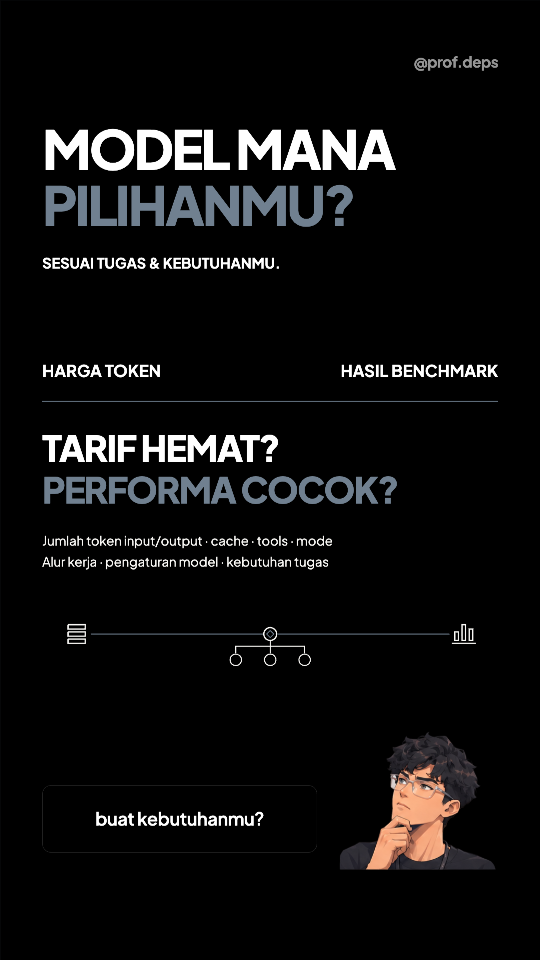 @prof.deps
MODEL MANA
PILIHANMU?
SESUAI TUGAS & KEBUTUHANMU.
HARGA TOKEN
HASIL BENCHMARK
TARIF HEMAT?
PERFORMA COCOK?
Jumlah token input/output · cache · tools · mode
Alur kerja · pengaturan model · kebutuhan tugas
buat kebutuhanmu?